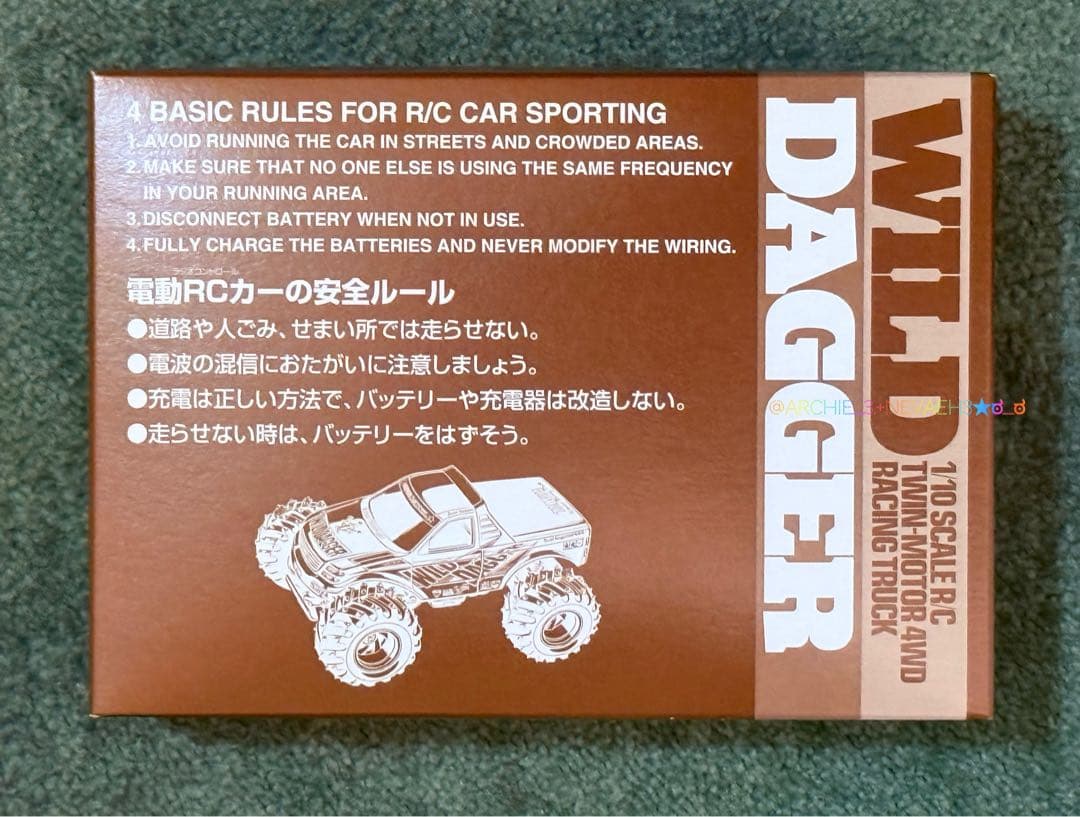 4 BASIC RULES FOR R/C CAR SPORTING
1. AVOID RUNNING THE CAR IN STREETS AND CROWDED AREAS.
2. MAKE SURE THAT NO ONE ELSE IS USING THE SAME FREQUENCY
IN YOUR RUNNING AREA.
3. DISCONNECT BATTERY WHEN NOT IN USE.
4. FULLY CHARGE THE BATTERIES AND NEVER MODIFY THE WIRING.
ラジオコントロール
電動RCカーの安全ルール
●道路や人ごみ、せまい所では走らせない。
●電波の混信におたがいに注意しましょう。
●充電は正しい方法で、バッテリーや充電器は改造しない。
●走らせない時は、バッテリーをはずそう。
WILD
DAGGER
1/10 SCALE R/C
TWIN-MOTOR 4WD
RACING TRUCK
WILD